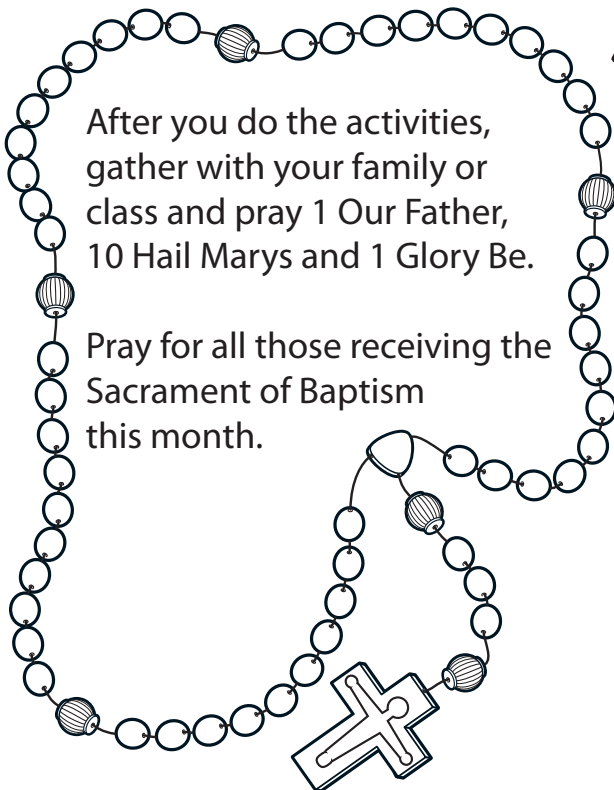 After you do the activities,
gather with your family or
class and pray 1 Our Father,
10 Hail Marys and 1 Glory Be.
Pray for all those receiving the
Sacrament of Baptism
this month.